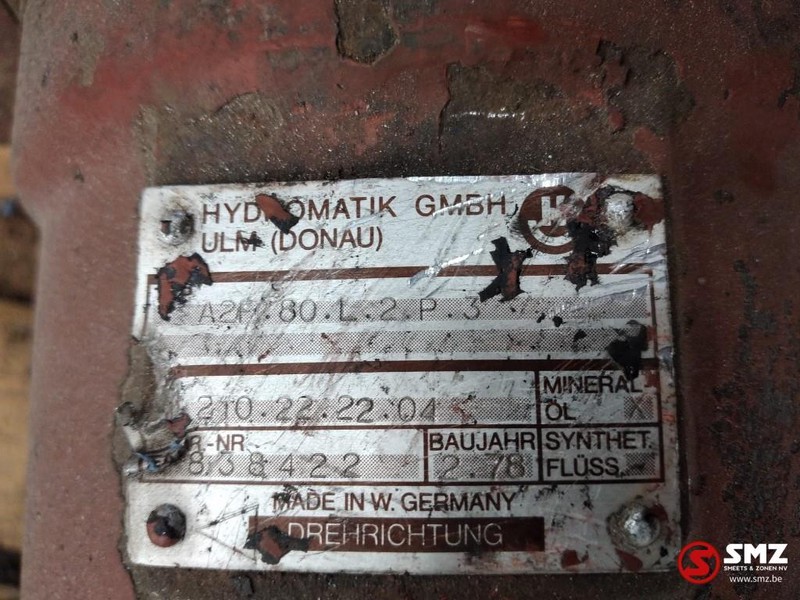 HYDROMATIK GMBH
ULM (DONAU)
A2F.80.L.2.P.3
210.22.22.04
MINERAL
ÖL X
R-NR
BAUJAHR
SYNTHET.
838422
2.78
FLÜSS.
MADE IN W. GERMANY
DREHRICHTUNG
SMZ
SMEETS & ZONEN NV
www.smz.be